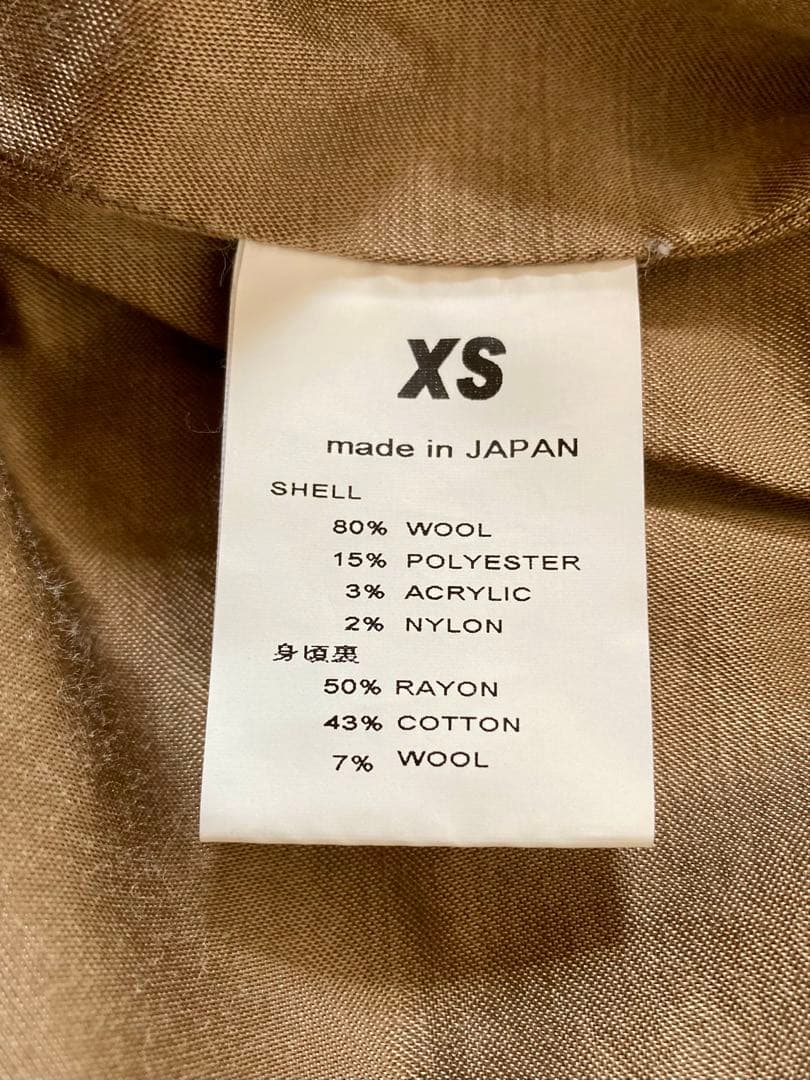 XS
made in JAPAN
SHELL
80% WOOL
15% POLYESTER
3% ACRYLIC
2% NYLON
身頃裏
50% RAYON
43% COTTON
7% WOOL